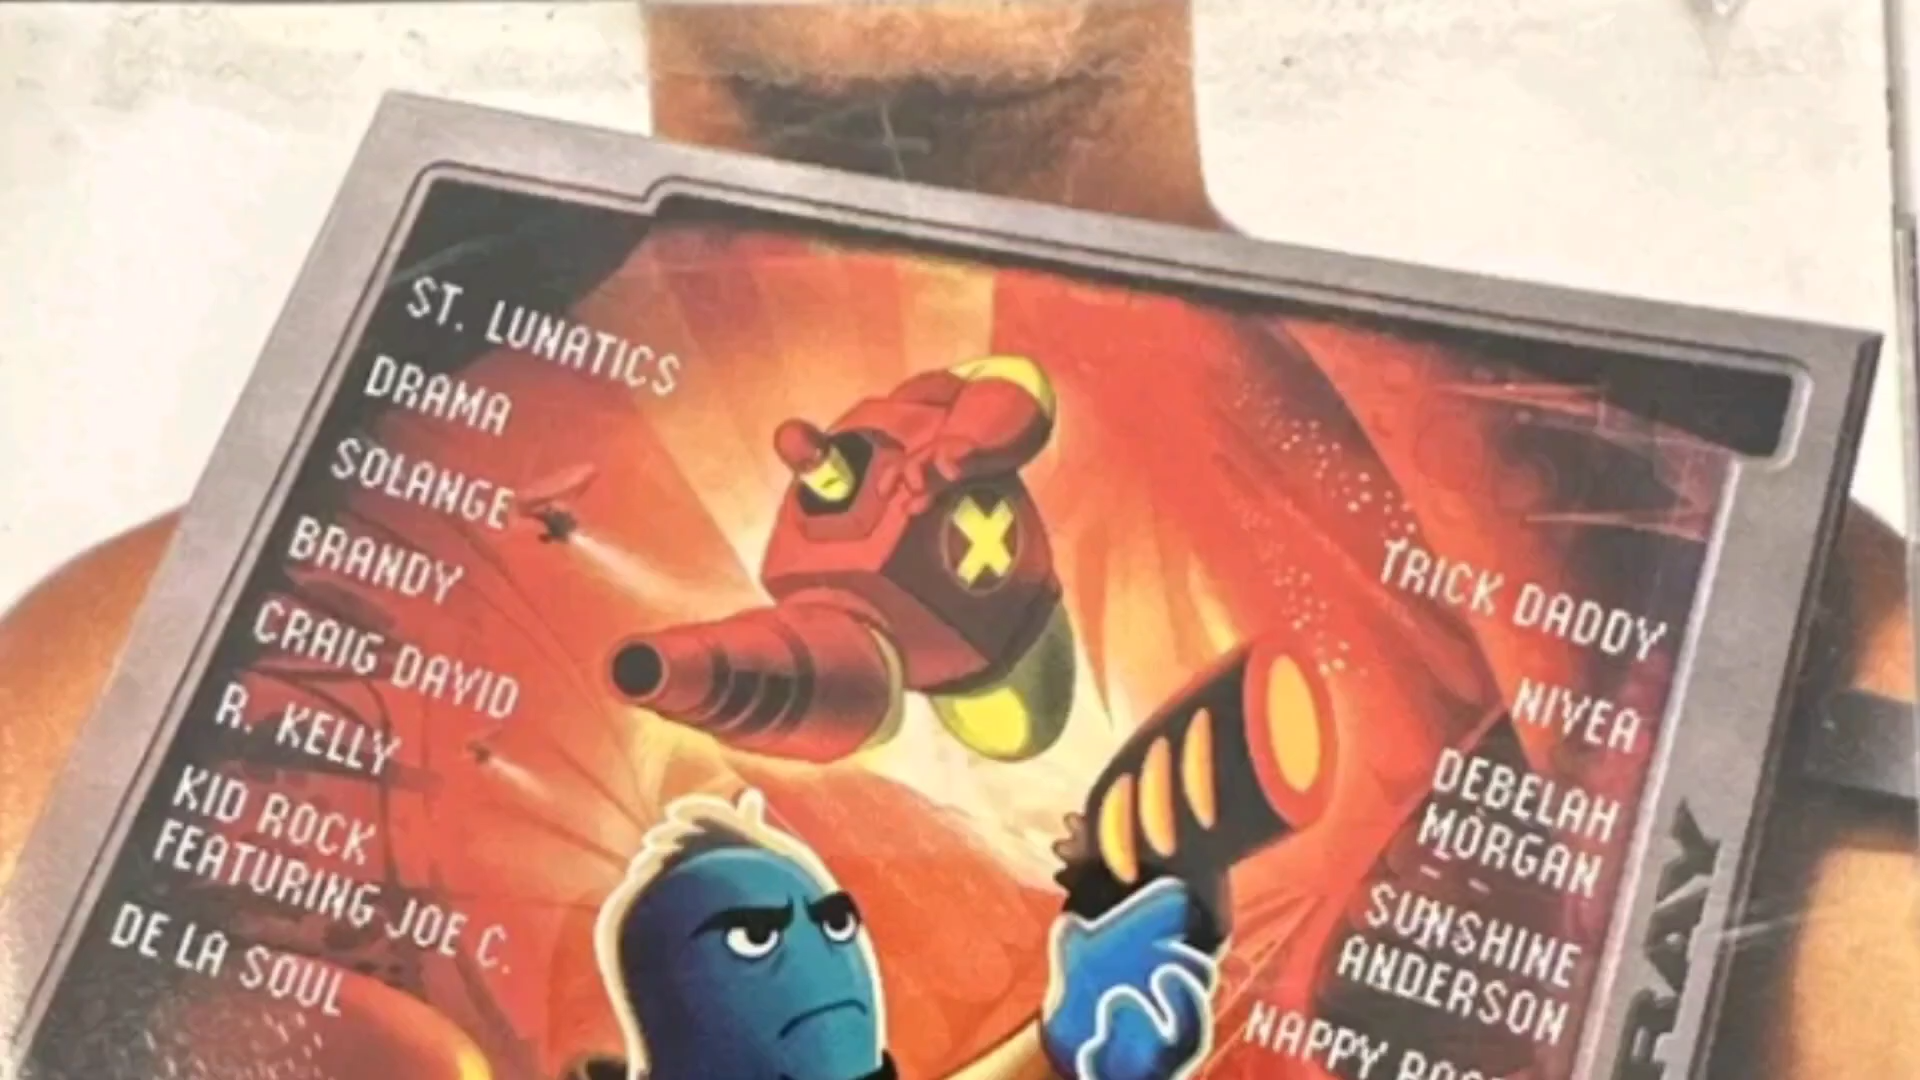 ST. LUNATICS
DRAMA
SOLANGE
BRANDY
CRAIG DAVID
R. KELLY
KID ROCK
FEATURING JOE C.
DE LA SOUL
X
TRICK DADDY
NIVEA
DEBELAH
MORGAN
SUNSHINE
ANDERSON
NAPPY